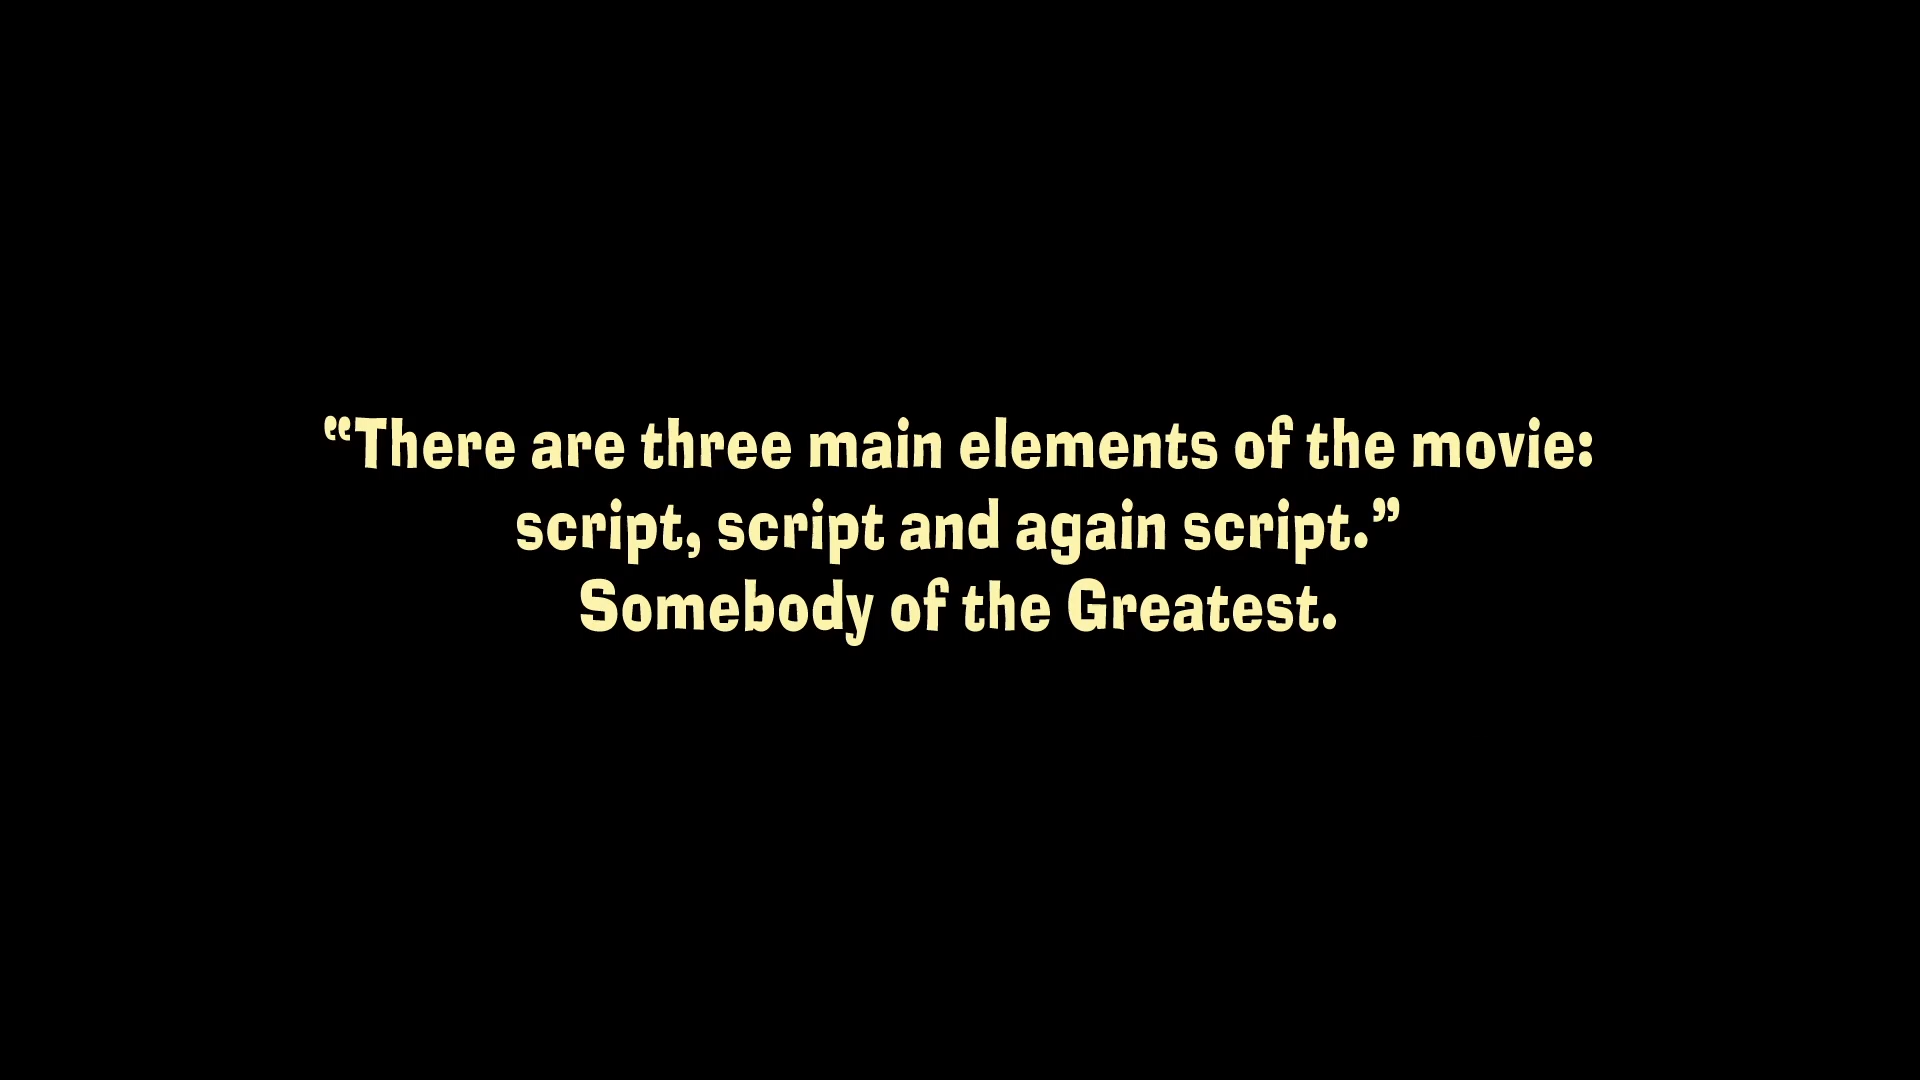 “There are three main elements of the movie:
script, script and again script.”
Somebody of the Greatest.